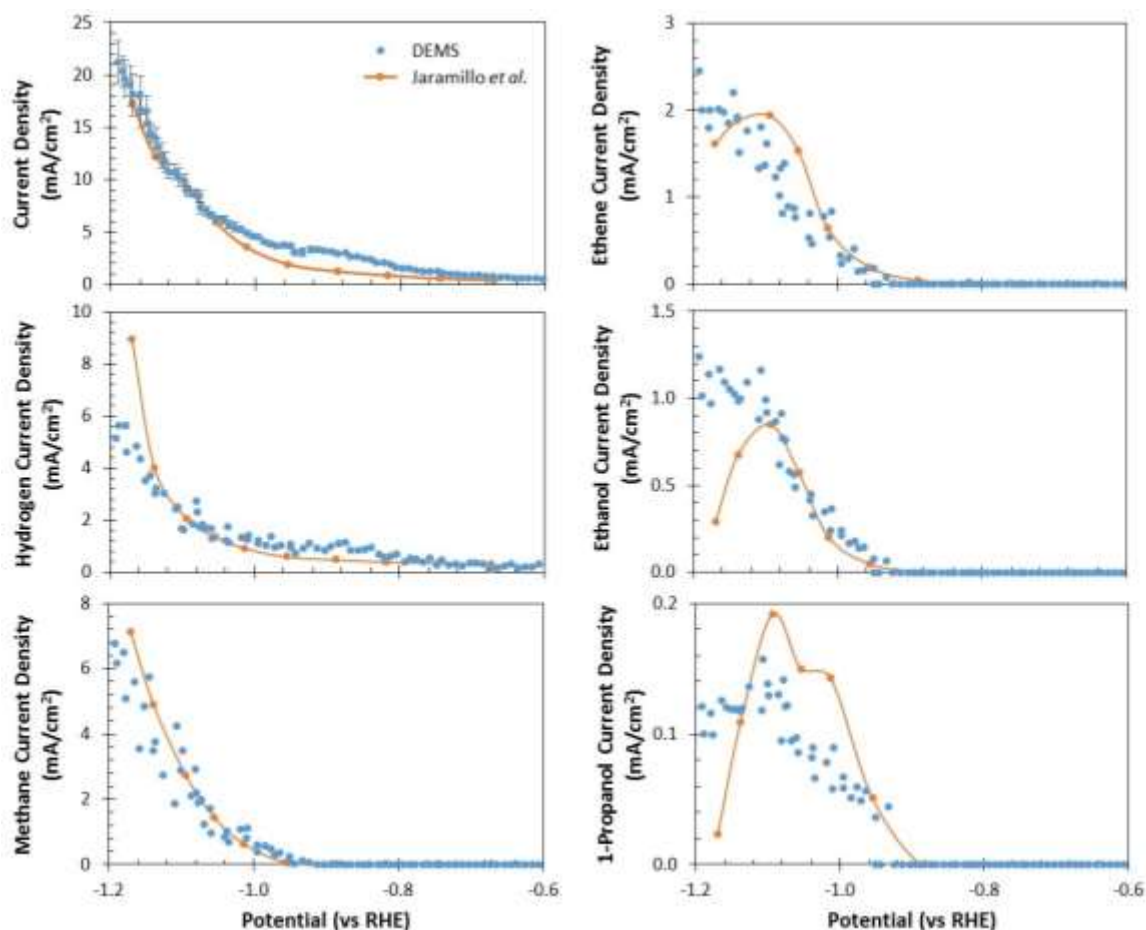 Current Density
(mA/cm²)
25
20
15
10
5
0
DEMS
Jaramillo et al.
Ethene Current Density
(mA/cm²)
3
2
1
0
Hydrogen Current Density
(mA/cm²)
10
8
6
4
2
0
Ethanol Current Density
(mA/cm²)
1.5
1.0
0.5
0.0
Methane Current Density
(mA/cm²)
8
6
4
2
0
-1.2 -1.0 -0.8 -0.6
Potential (vs RHE)
1-Propanol Current Density
(mA/cm²)
0.2
0.1
0.0
-1.2 -1.0 -0.8 -0.6
Potential (vs RHE)